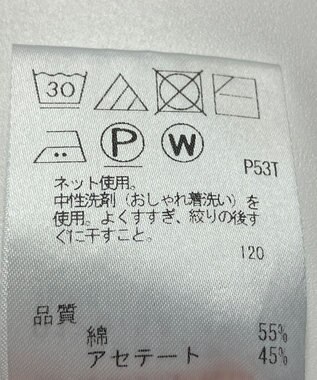 30
P W
P53T
ネット使用。
中性洗剤（おしゃれ着洗い）を
使用。よくすすぎ、絞りの後す
ぐに干すこと。
120
品質
綿 55%
アセテート 45%